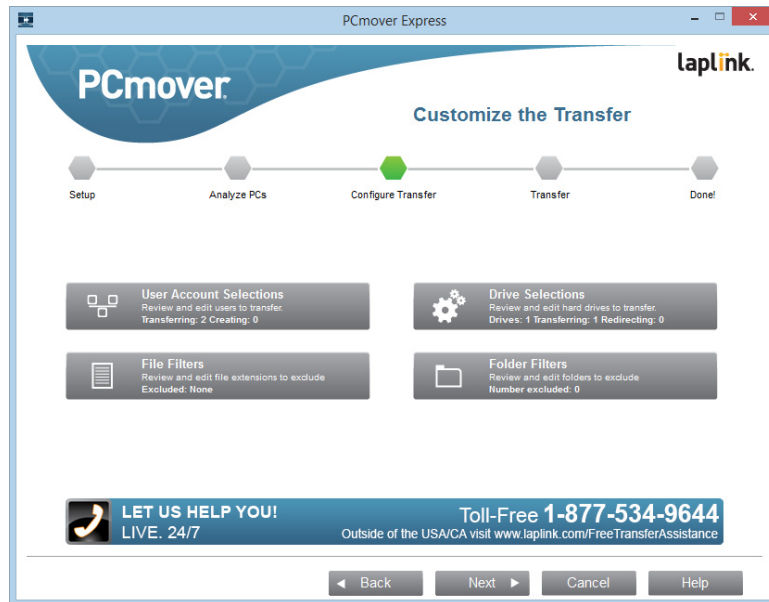 PCmover Express
PCmover.
laplink.
Customize the Transfer
Setup
Analyze PCs
Configure Transfer
Transfer
Done!
User Account Selections
Review and edit users to transfer.
Transferring: 2 Creating: 0
Drive Selections
Review and edit hard drives to transfer.
Drives: 1 Transferring: 1 Redirecting: 0
File Filters
Review and edit file extensions to exclude
Excluded: None
Folder Filters
Review and edit folders to exclude
Number excluded: 0
LET US HELP YOU!
LIVE. 24/7
Toll-Free 1-877-534-9644
Outside of the USA/CA visit www.laplink.com/FreeTransferAssistance
Back
Next
Cancel
Help